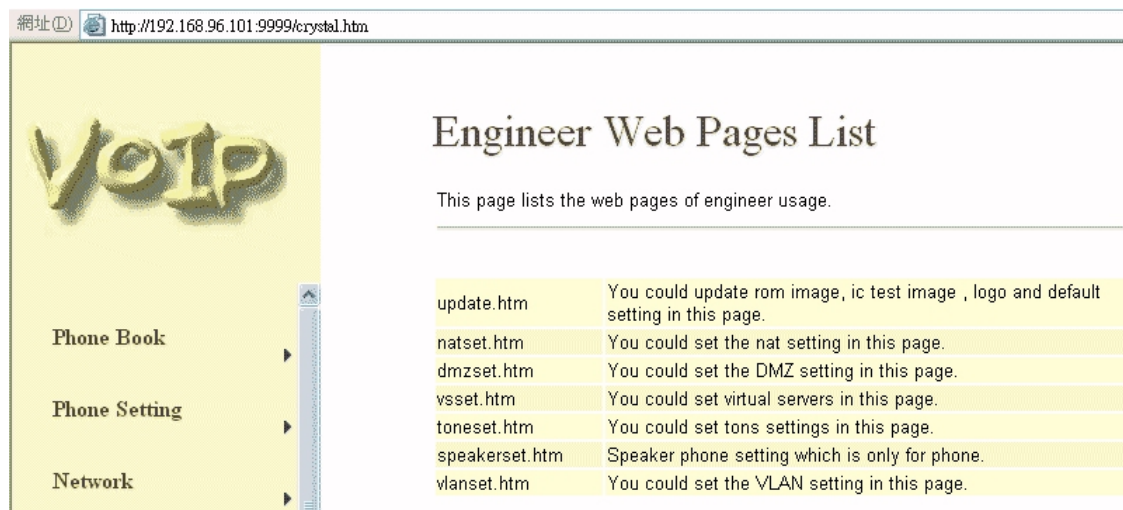 網址(D) http://192.168.96.101:9999/crystal.htm
VOIP
Phone Book
Phone Setting
Network
Engineer Web Pages List
This page lists the web pages of engineer usage.
update.htm You could update rom image, ic test image , logo and default
setting in this page.
natset.htm You could set the nat setting in this page.
dmzset.htm You could set the DMZ setting in this page.
vsset.htm You could set virtual servers in this page.
toneset.htm You could set tons settings in this page.
speakerset.htm Speaker phone setting which is only for phone.
vlanset.htm You could set the VLAN setting in this page.